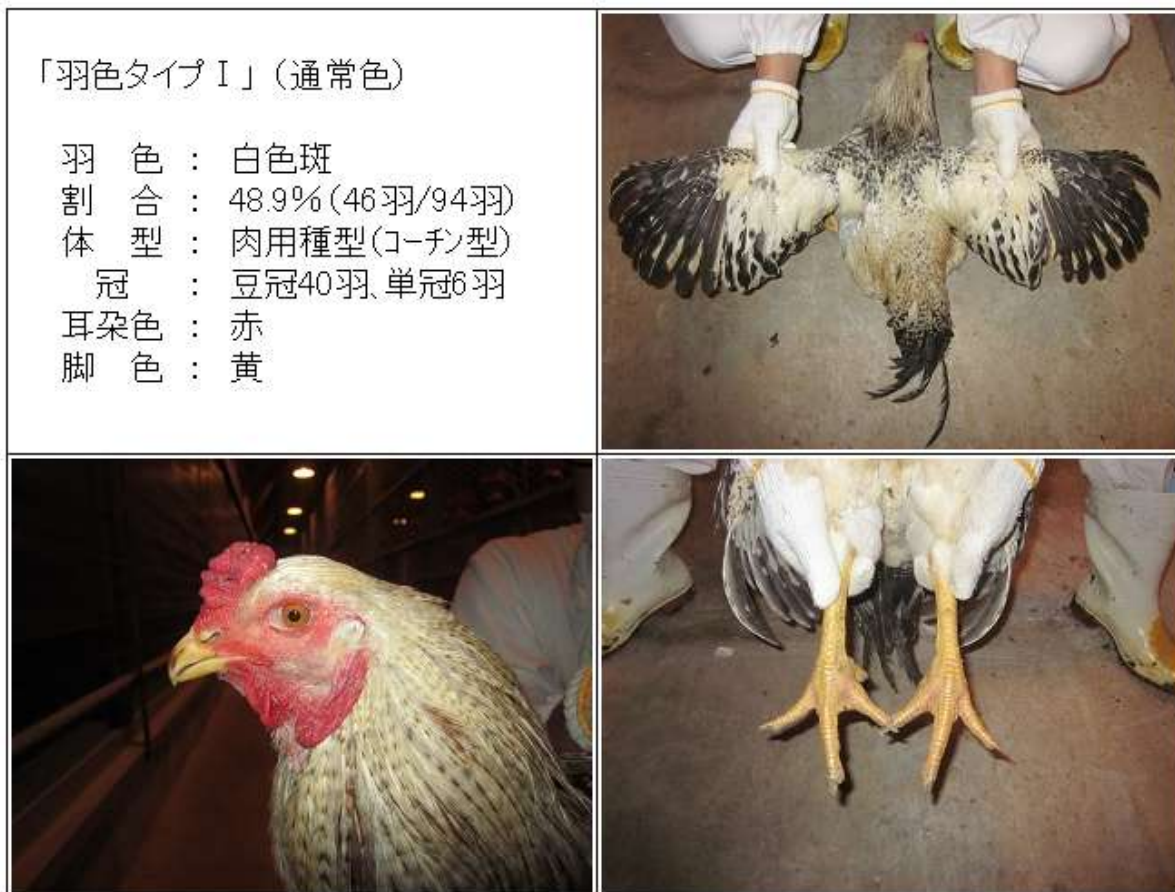 「羽色タイプⅠ」（通常色）
羽　色 ： 白色斑
割　合 ： 48.9%(46羽/94羽)
体　型 ： 肉用種型(コーチン型)
冠　： 豆冠40羽、単冠6羽
耳朶色 ： 赤
脚　色 ： 黄